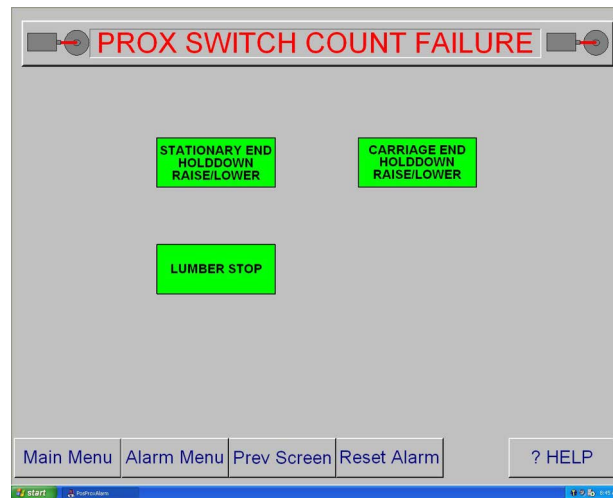 PROX SWITCH COUNT FAILURE
STATIONARY END
HOLDDOWN
RAISE/LOWER
CARRIAGE END
HOLDDOWN
RAISE/LOWER
LUMBER STOP
Main Menu
Alarm Menu
Prev Screen
Reset Alarm
? HELP
start
PosProxAlarm